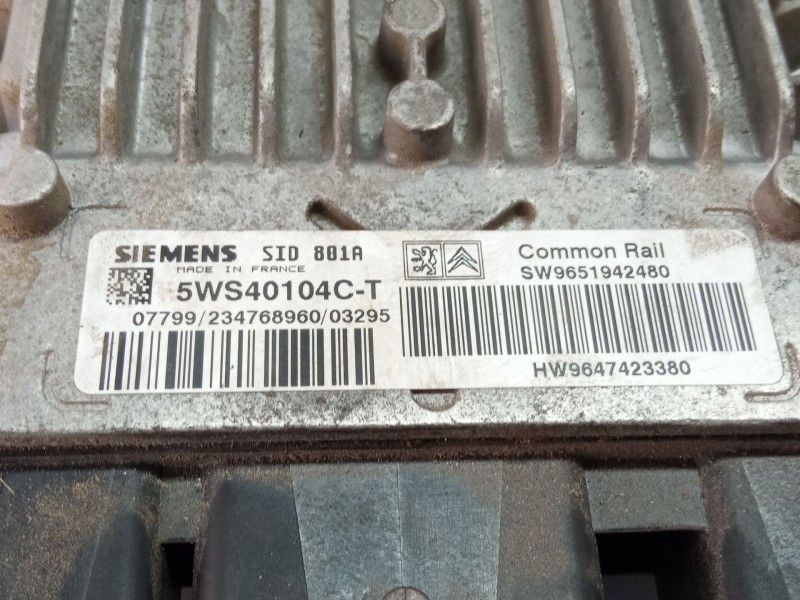 SIEMENS SID 801A
MADE IN FRANCE
5WS40104C-T
07799/234768960/03295
Common Rail
SW9651942480
HW9647423380